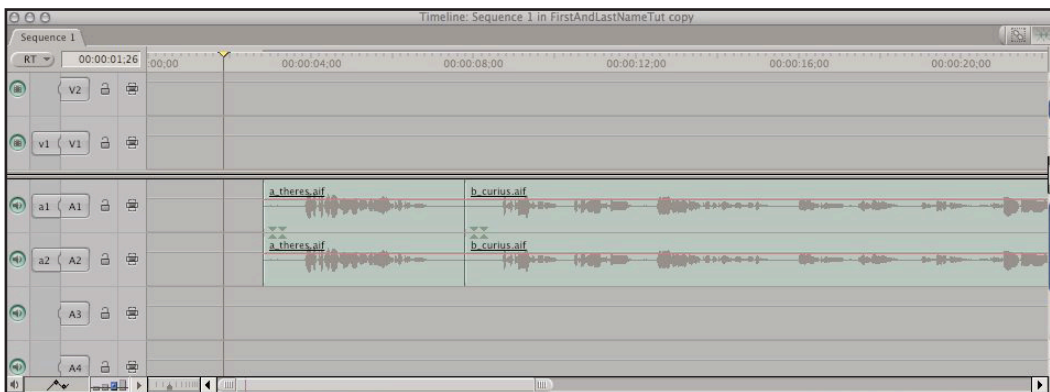 Timeline: Sequence 1 in FirstAndLastNameTut copy
Sequence 1
RT 00:00:01;26 00;00 00:00:04;00 00:00:08;00 00:00:12;00 00:00:16;00 00:00:20;00
V2
v1 V1
a_theres.aif b_curius.aif
a1 A1
a_theres.aif b_curius.aif
a2 A2
A3
A4